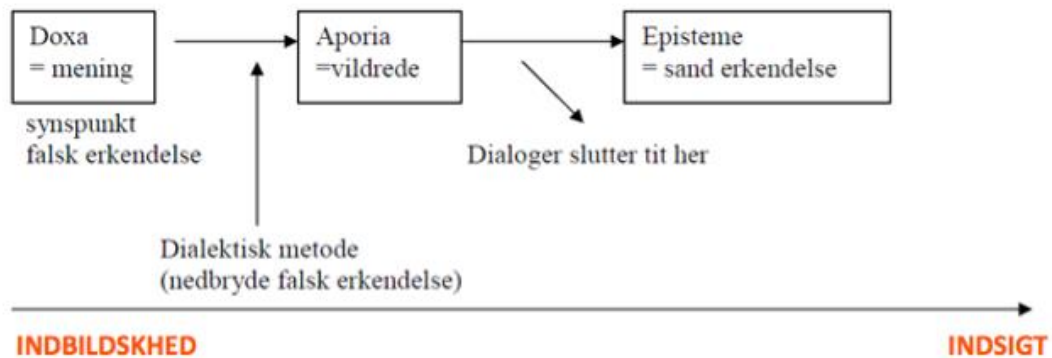 Doxa
= mening
synspunkt
falsk erkendelse
Aporia
=vildrede
Episteme
= sand erkendelse
Dialoger slutter tit her
Dialektisk metode
(nedbryde falsk erkendelse)
INDBILDSKHED
INDSIGT